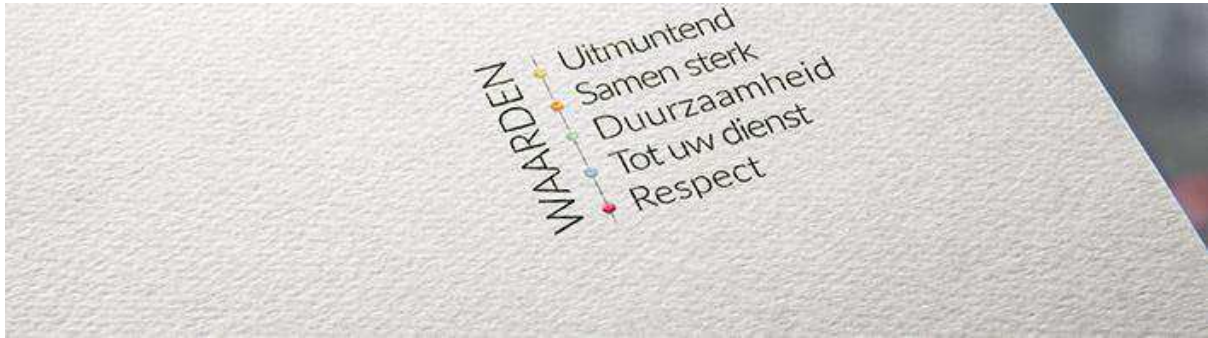 WAARDEN
Uitmuntend
Samen sterk
Duurzaamheid
Tot uw dienst
Respect